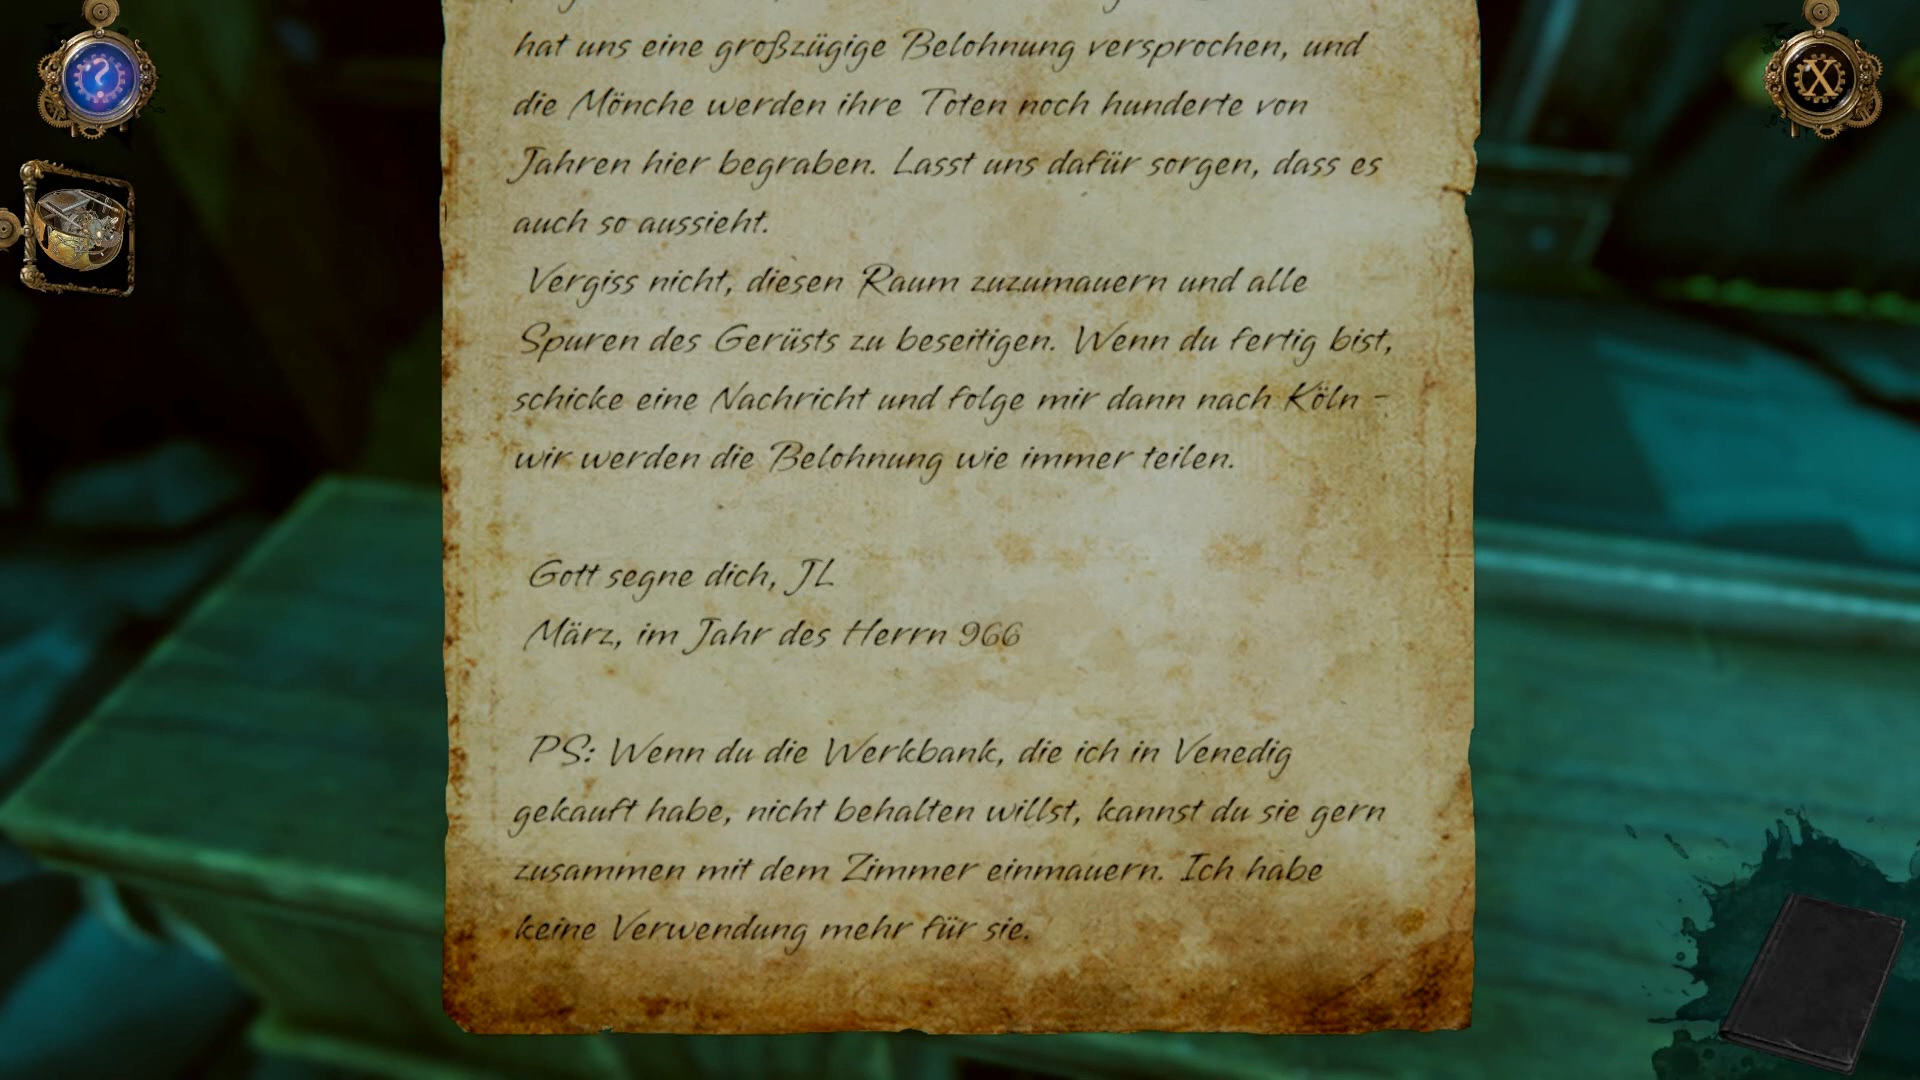 hat uns eine großzügige Belohnung versprochen, und
die Mönche werden ihre Toten noch hunderte von
Jahren hier begraben. Lasst uns dafür sorgen, dass es
auch so aussieht.
Vergiss nicht, diesen Raum zuzumauern und alle
Spuren des Gerüsts zu beseitigen. Wenn du fertig bist,
schicke eine Nachricht und folge mir dann nach Köln -
wir werden die Belohnung wie immer teilen.
Gott segne dich, JL
März, im Jahr des Herrn 966
PS: Wenn du die Werkbank, die ich in Venedig
gekauft habe, nicht behalten willst, kannst du sie gern
zusammen mit dem Zimmer einmauern. Ich habe
keine Verwendung mehr für sie.
?
X